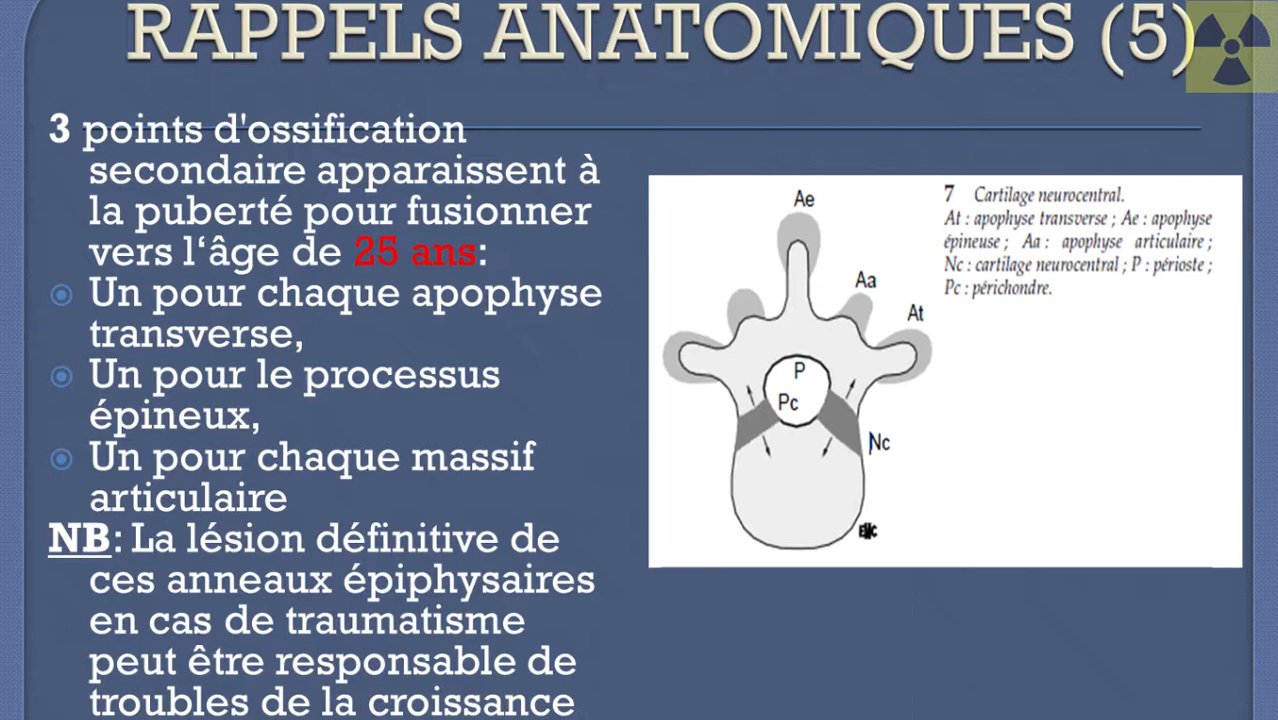 RAPPELS ANATOMIQUES (5)
3 points d'ossification
secondaire apparaissent à
la puberté pour fusionner
vers l‘âge de 25 ans:
Un pour chaque apophyse
transverse,
Un pour le processus
épineux,
Un pour chaque massif
articulaire
NB: La lésion définitive de
ces anneaux épiphysaires
en cas de traumatisme
peut être responsable de
troubles de la croissance
Ae
Aa
At
P
Pc
Nc
7 Cartilage neurocentral.
At : apophyse transverse ; Ae : apophyse
épineuse ; Aa : apophyse articulaire ;
Nc : cartilage neurocentral ; P : périoste ;
Pc : périchondre.